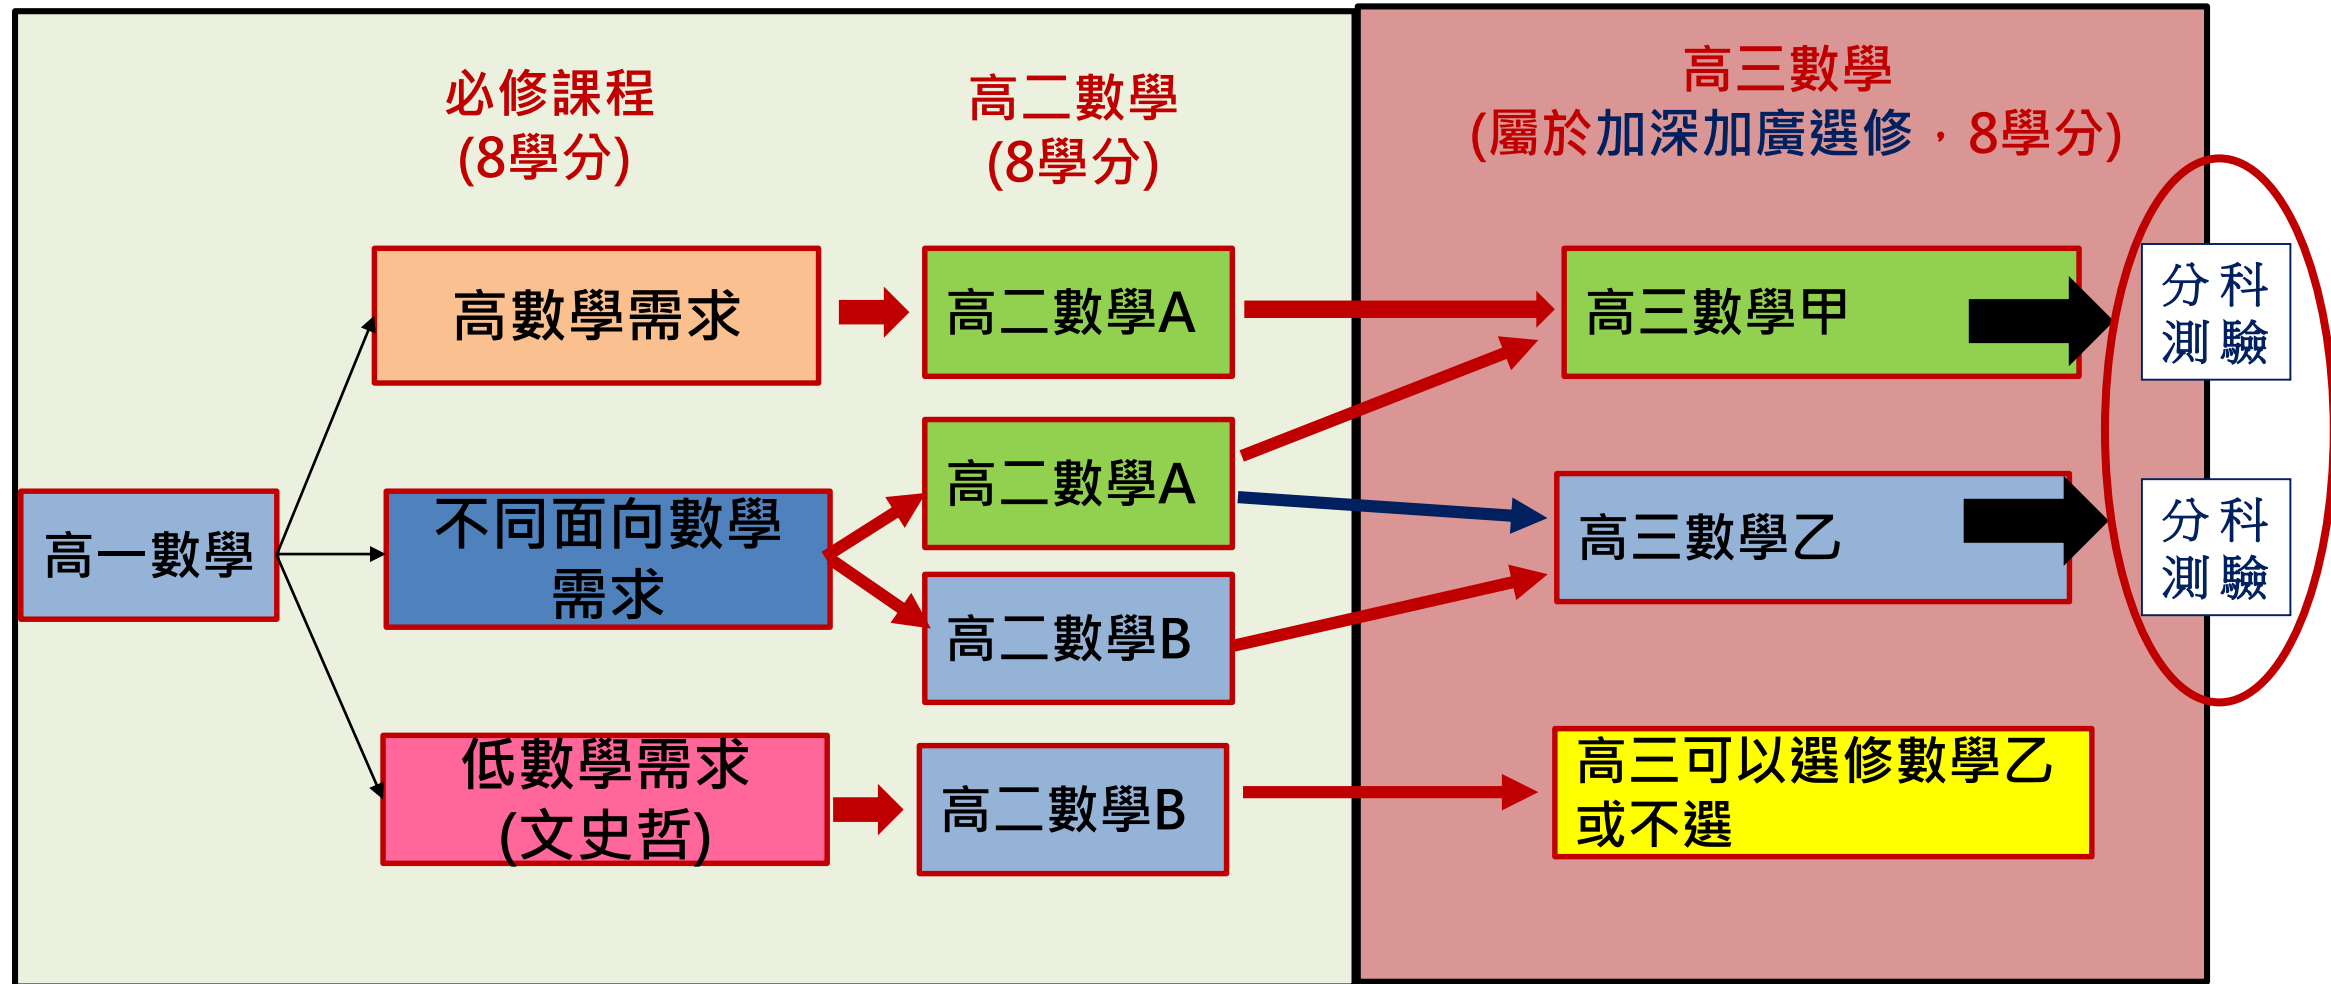 必修課程
(8學分)
高二數學
(8學分)
高三數學
(屬於加深加廣選修，8學分)
高一數學
高數學需求
高二數學A
高三數學甲
分科
測驗
不同面向數學
需求
高二數學A
高二數學B
高三數學乙
分科
測驗
低數學需求
(文史哲)
高二數學B
高三可以選修數學乙
或不選